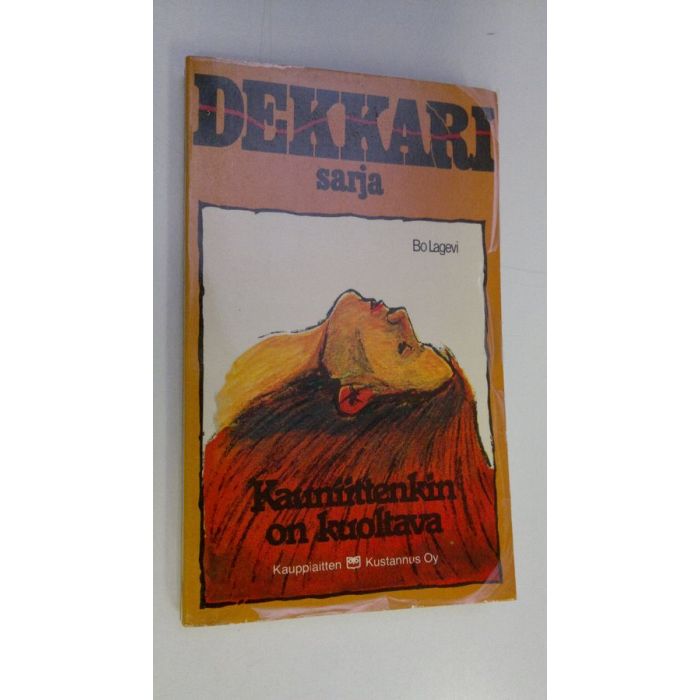 DEKKARI
sarja
Bo Lagevi
Kauniittenkin
on kuoltava
Kauppiaitten Kustannus Oy